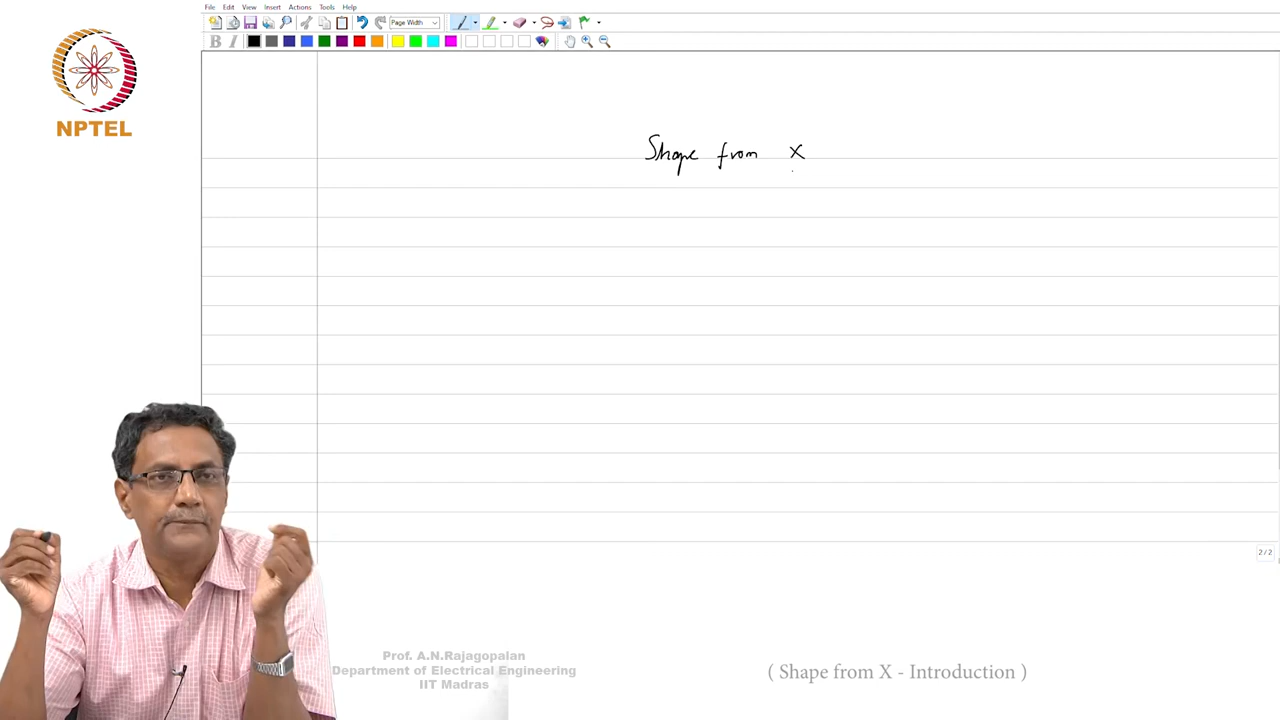 File Edit View Insert Actions Tools Help
Page Width
B I
NPTEL
Shape from X
2/2
Prof. A.N.Rajagopalan
Department of Electrical Engineering
IIT Madras
( Shape from X - Introduction )